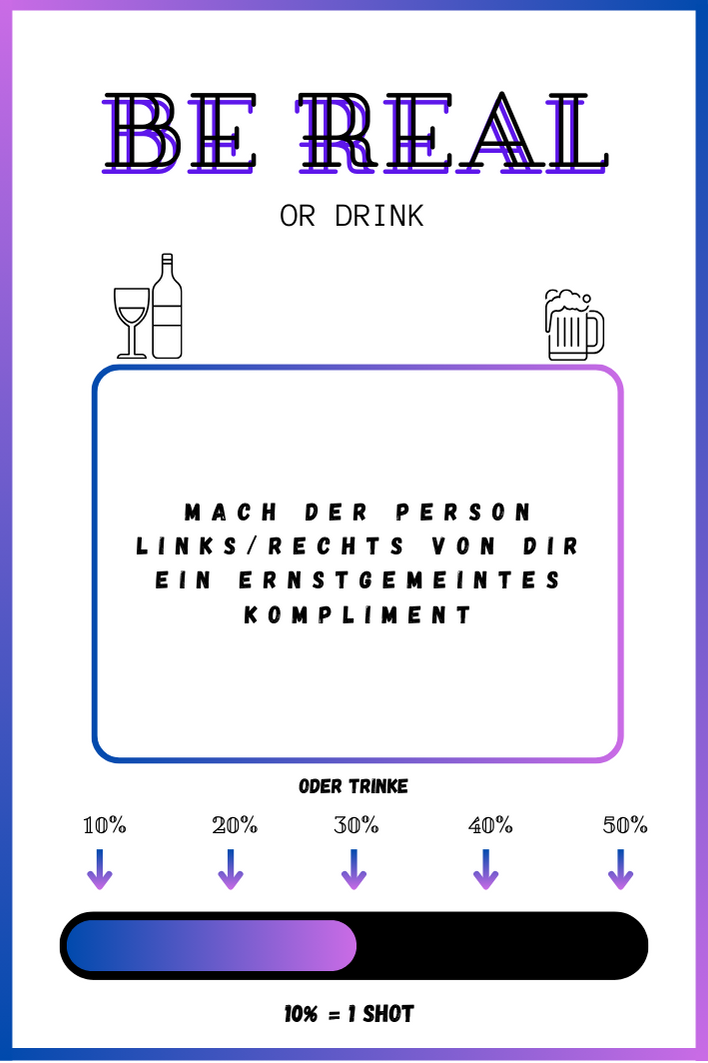 BE REAL
OR DRINK
MACH DER PERSON
LINKS/RECHTS VON DIR
EIN ERNSTGEMEINTES
KOMPLIMENT
ODER TRINKE
10% 20% 30% 40% 50%
10% = 1 SHOT